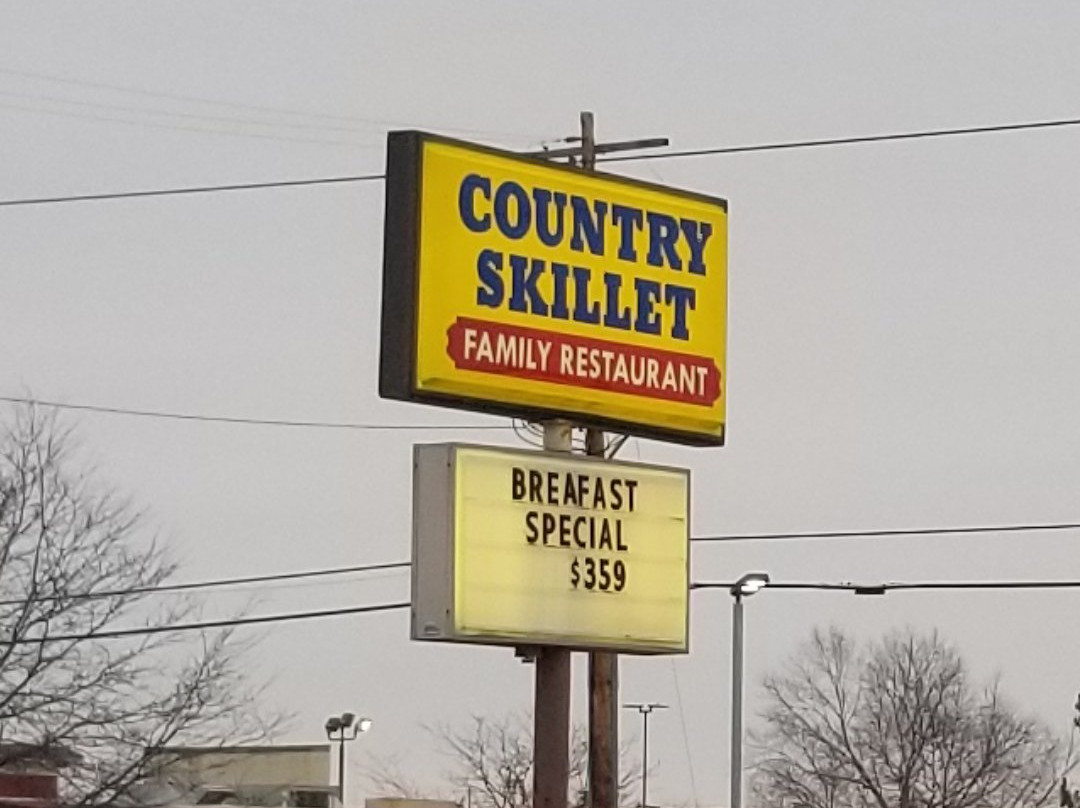 COUNTRY
SKILLET
FAMILY RESTAURANT
BREAFAST
SPECIAL
$359